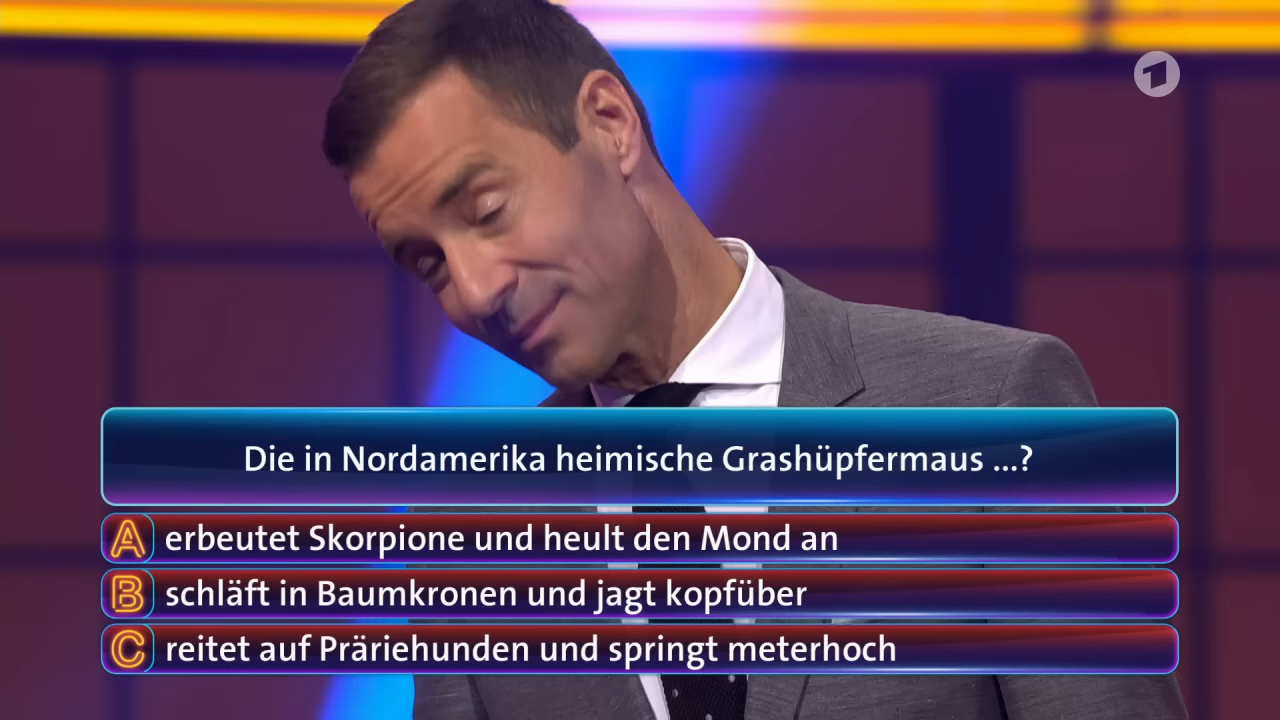 Die in Nordamerika heimische Grashüpfermaus ...?
A erbeutet Skorpione und heult den Mond an
B schläft in Baumkronen und jagt kopfüber
C reitet auf Präriehunden und springt meterhoch
1